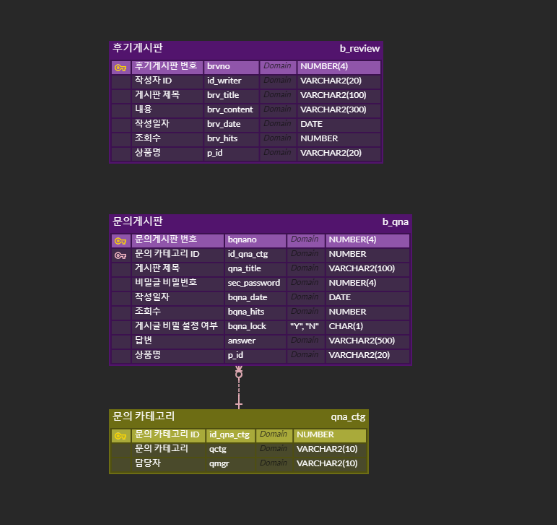 후기게시판 b_review
후기게시판 번호 brvno Domain NUMBER(4)
작성자 ID id_writer Domain VARCHAR2(20)
게시판 제목 brv_title Domain VARCHAR2(100)
내용 brv_content Domain VARCHAR2(300)
작성일자 brv_date Domain DATE
조회수 brv_hits Domain NUMBER
상품명 p_id Domain VARCHAR2(20)
문의게시판 b_qna
문의게시판 번호 bqnano Domain NUMBER(4)
문의 카테고리 ID id_qna_ctg Domain NUMBER
게시판 제목 qna_title Domain VARCHAR2(100)
비밀글 비밀번호 sec_password Domain NUMBER(4)
작성일자 bqna_date Domain DATE
조회수 bqna_hits Domain NUMBER
게시글 비밀 설정 여부 bqna_lock "Y", "N" CHAR(1)
답변 answer Domain VARCHAR2(500)
상품명 p_id Domain VARCHAR2(20)
문의 카테고리 qna_ctg
문의 카테고리 ID id_qna_ctg Domain NUMBER
문의 카테고리 qctg Domain VARCHAR2(10)
담당자 qmgr Domain VARCHAR2(10)